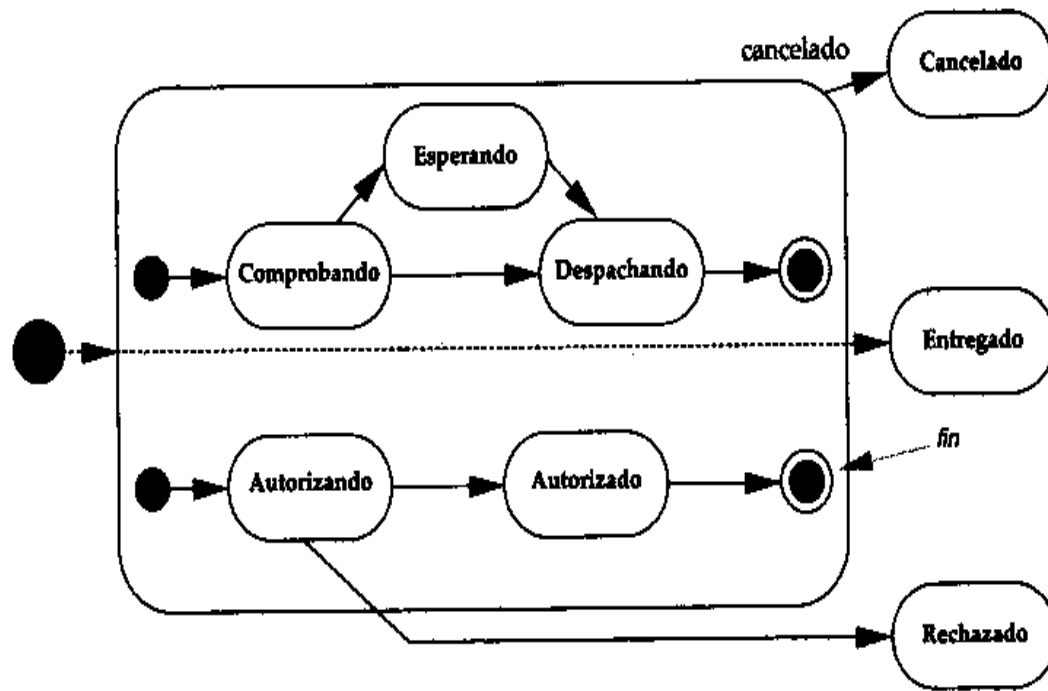 cancelado
Cancelado
Esperando
Comprobando
Despachando
Entregado
fin
Autorizando
Autorizado
Rechazado